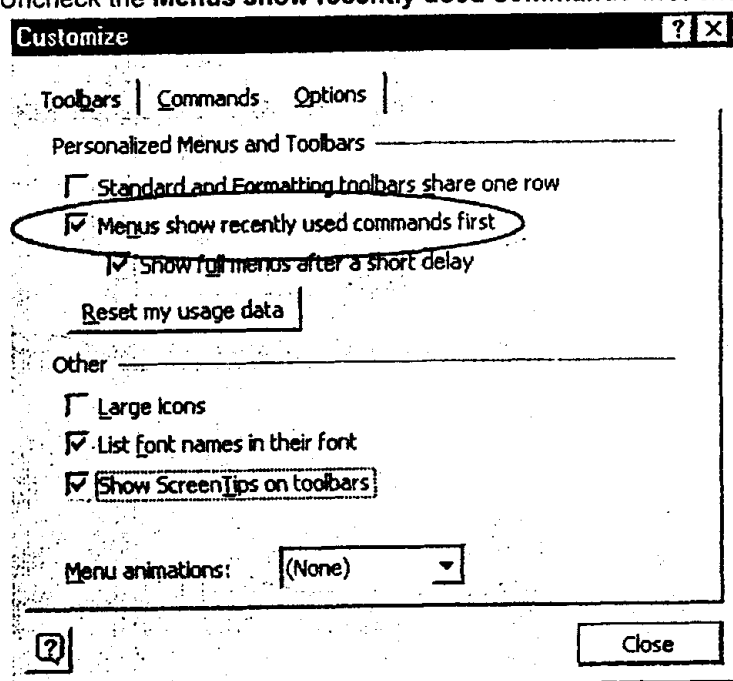 Uncheck the Menus show recently used commands
Customize
Toolbars Commands Options
Personalized Menus and Toolbars
Standard and Formatting toolbars share one row
Menus show recently used commands first
Show full menus after a short delay
Reset my usage data
Other
Large icons
List font names in their font
Show ScreenTips on toolbars
Menu animations: (None)
Close